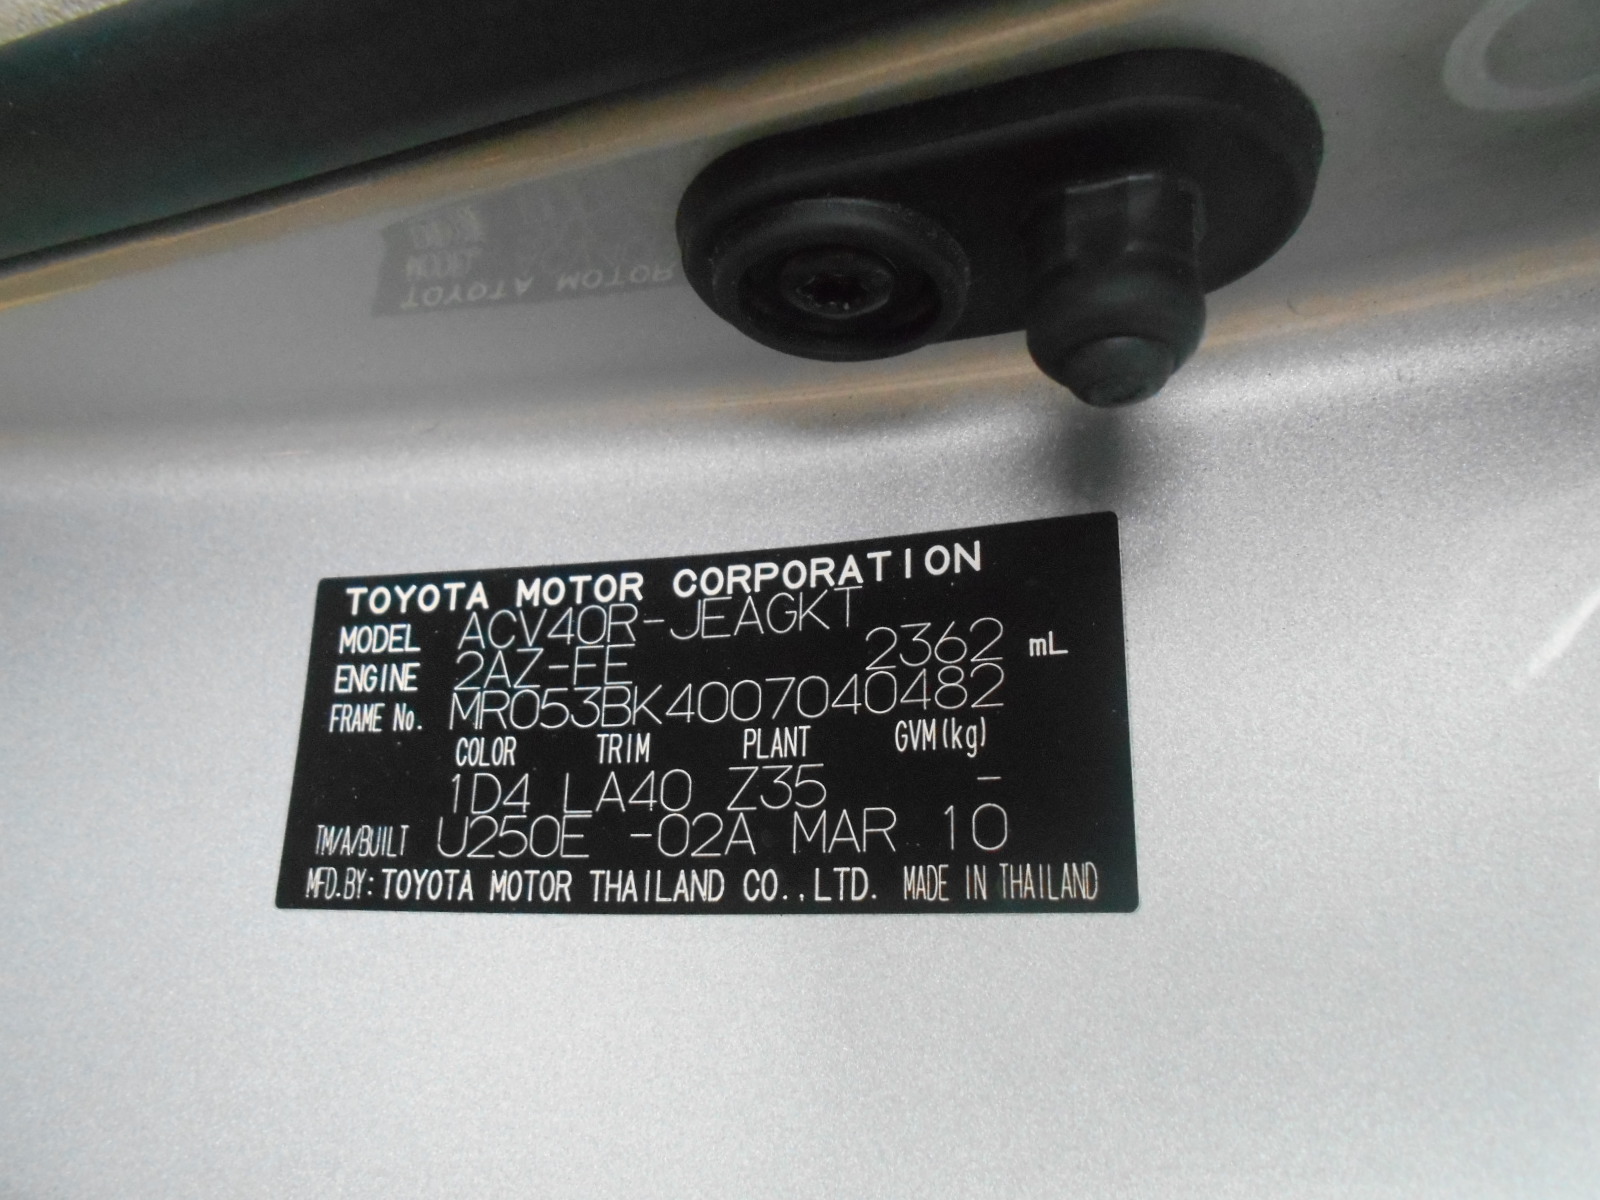 TOYOTA MOTOR CORPORATION
MODEL ACV40R-JEAGKT
ENGINE 2AZ-FE 2362 mL
FRAME No. MR053BK4007040482
COLOR TRIM PLANT GVM(kg)
1D4 LA40 Z35 -
TM/A/BUILT U250E -02A MAR 10
MFD.BY: TOYOTA MOTOR THAILAND CO.,LTD. MADE IN THAILAND